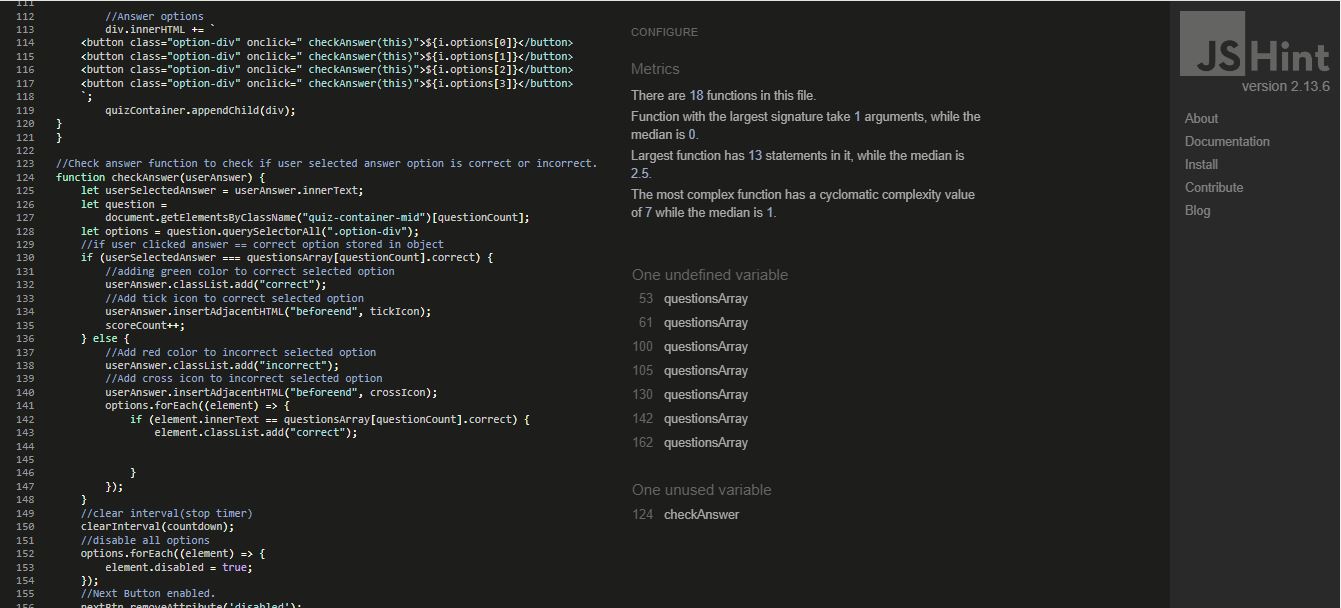 111
112 //Answer options
113 div.innerHTML += `
114 <button class="option-div" onclick=" checkAnswer(this)">${i.options[0]}</button>
115 <button class="option-div" onclick=" checkAnswer(this)">${i.options[1]}</button>
116 <button class="option-div" onclick=" checkAnswer(this)">${i.options[2]}</button>
117 <button class="option-div" onclick=" checkAnswer(this)">${i.options[3]}</button>
118 `;
119 quizContainer.appendChild(div);
120 }
121 }
122
123 //Check answer function to check if user selected answer option is correct or incorrect.
124 function checkAnswer(userAnswer) {
125 let userSelectedAnswer = userAnswer.innerText;
126 let question =
127 document.getElementsByClassName("quiz-container-mid")[questionCount];
128 let options = question.querySelectorAll(".option-div");
129 //if user clicked answer == correct option stored in object
130 if (userSelectedAnswer === questionsArray[questionCount].correct) {
131 //adding green color to correct selected option
132 userAnswer.classList.add("correct");
133 //Add tick icon to correct selected option
134 userAnswer.insertAdjacentHTML("beforeend", tickIcon);
135 scoreCount++;
136 } else {
137 //Add red color to incorrect selected option
138 userAnswer.classList.add("incorrect");
139 //Add cross icon to incorrect selected option
140 userAnswer.insertAdjacentHTML("beforeend", crossIcon);
141 options.forEach((element) => {
142 if (element.innerText == questionsArray[questionCount].correct) {
143 element.classList.add("correct");
144
145
146 }
147 });
148 }
149 //clear interval(stop timer)
150 clearInterval(countdown);
151 //disable all options
152 options.forEach((element) => {
153 element.disabled = true;
154 });
155 //Next Button enabled.
156 nextBtn.removeAttribute('disabled');
CONFIGURE
Metrics
There are 18 functions in this file.
Function with the largest signature take 1 arguments, while the
median is 0.
Largest function has 13 statements in it, while the median is
2.5.
The most complex function has a cyclomatic complexity value
of 7 while the median is 1.
One undefined variable
53 questionsArray
61 questionsArray
100 questionsArray
105 questionsArray
130 questionsArray
142 questionsArray
162 questionsArray
One unused variable
124 checkAnswer
JSHint
version 2.13.6
About
Documentation
Install
Contribute
Blog